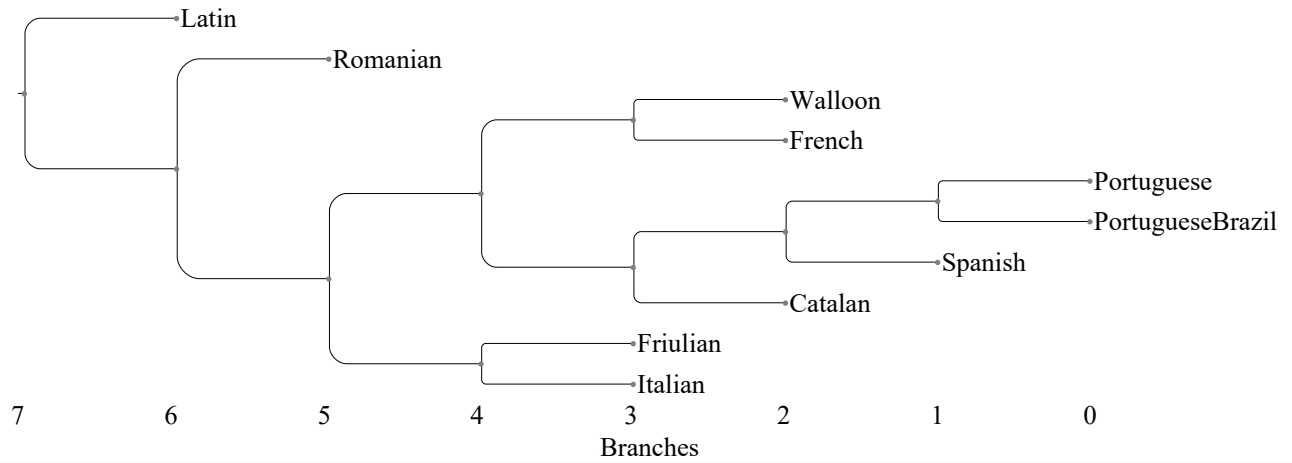 Latin
Romanian
Walloon
French
Portuguese
PortugueseBrazil
Spanish
Catalan
Friulian
Italian
7 6 5 4 3 2 1 0
Branches